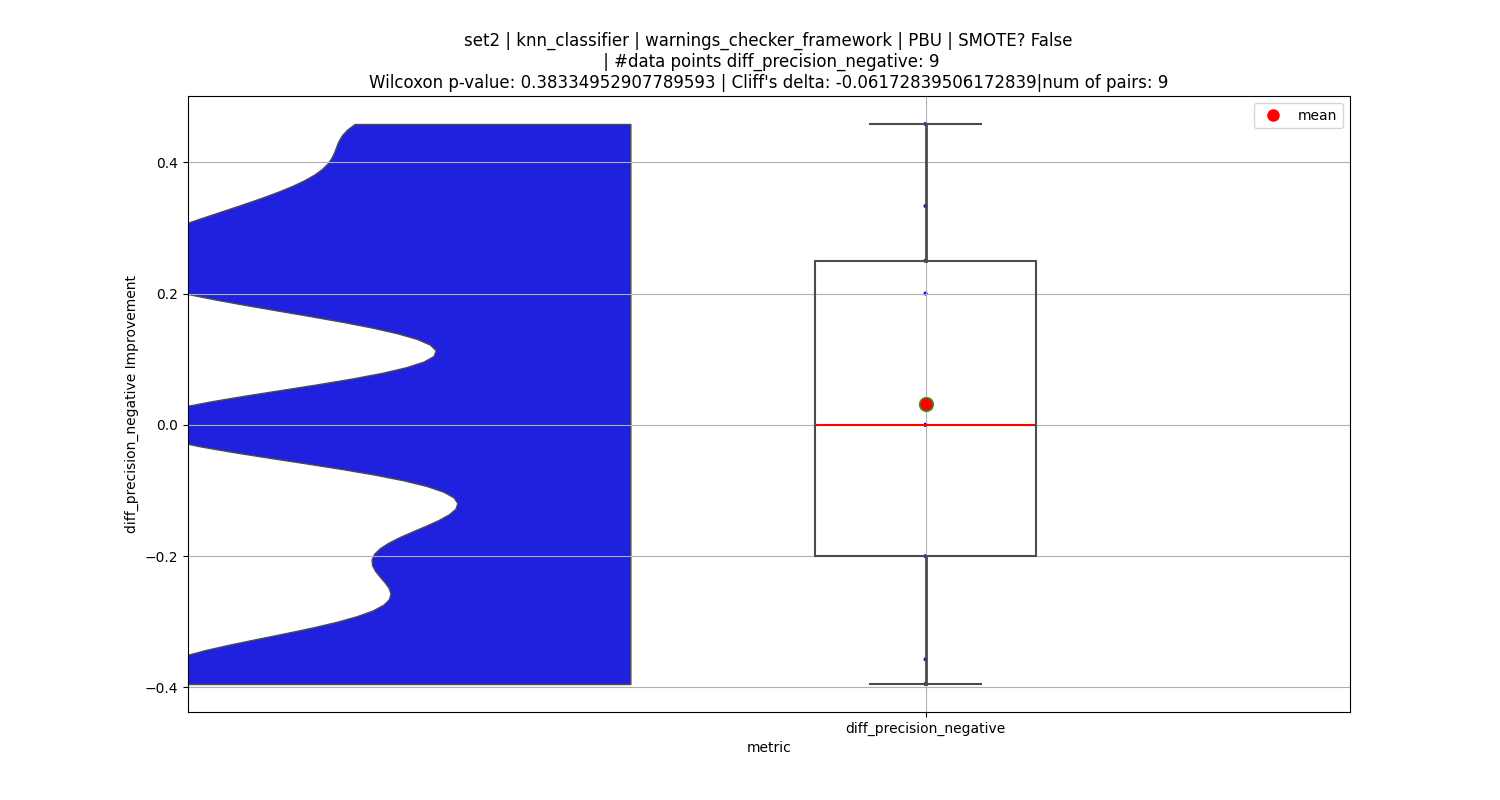 set2 | knn_classifier | warnings_checker_framework | PBU | SMOTE? False
| #data points diff_precision_negative: 9
Wilcoxon p-value: 0.38334952907789593 | Cliff's delta: -0.06172839506172839|num of pairs: 9
mean
0.4
0.2
0.0
−0.2
−0.4
diff_precision_negative Improvement
diff_precision_negative
metric